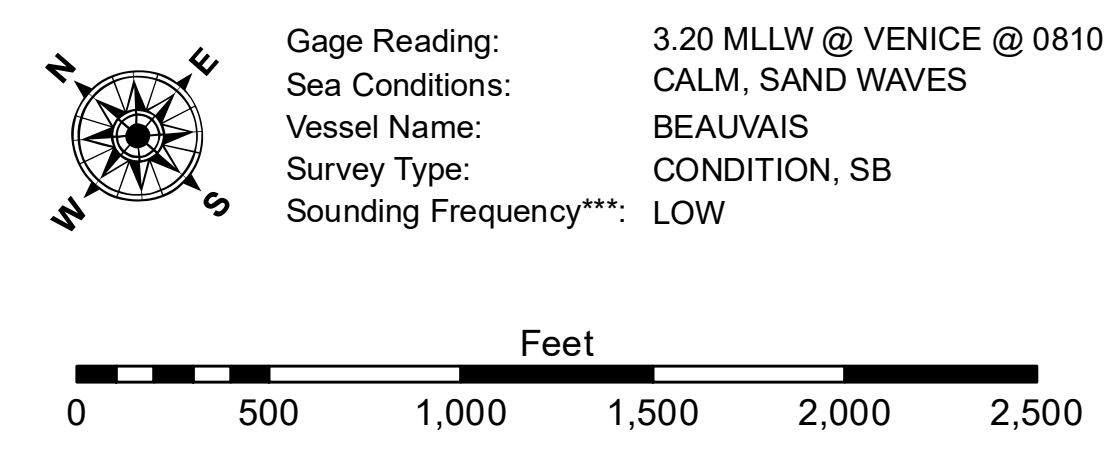 N E
W S
Gage Reading: 3.20 MLLW @ VENICE @ 0810
Sea Conditions: CALM, SAND WAVES
Vessel Name: BEAUVAIS
Survey Type: CONDITION, SB
Sounding Frequency***: LOW
Feet
0 500 1,000 1,500 2,000 2,500